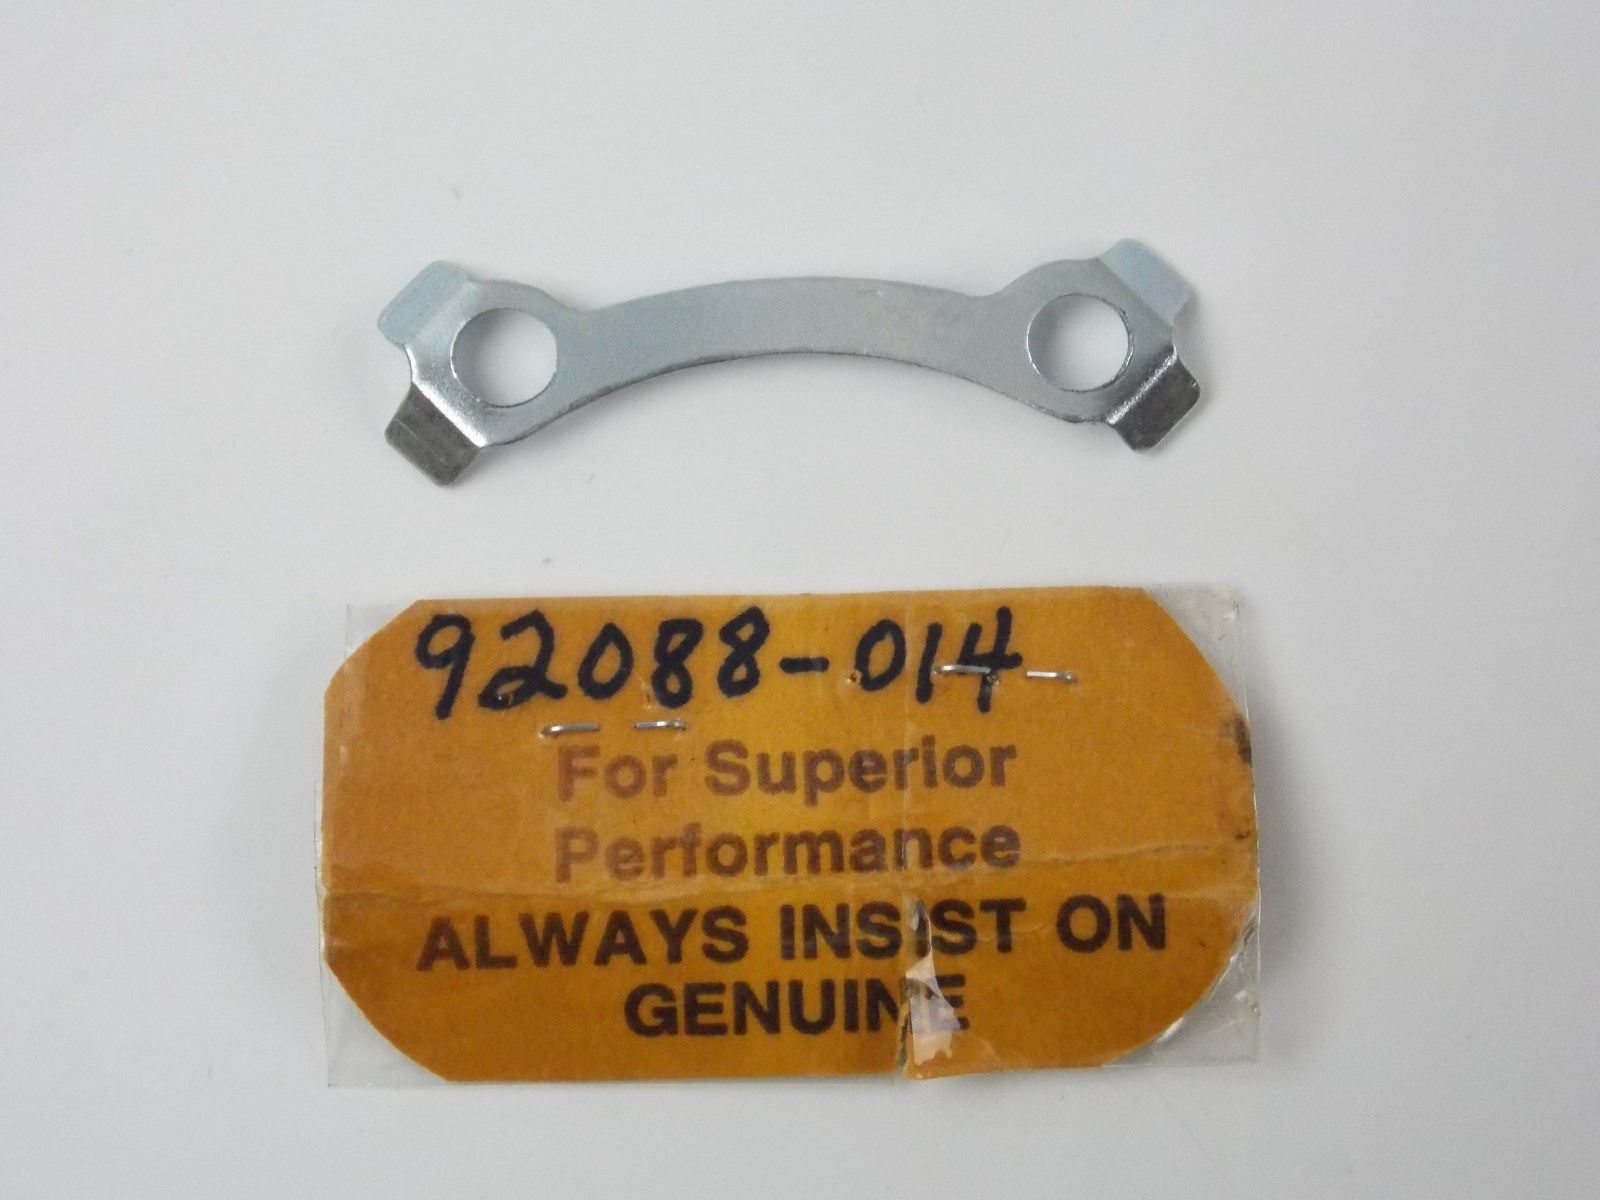 92088-014
For Superior
Performance
ALWAYS INSIST ON
GENUINE